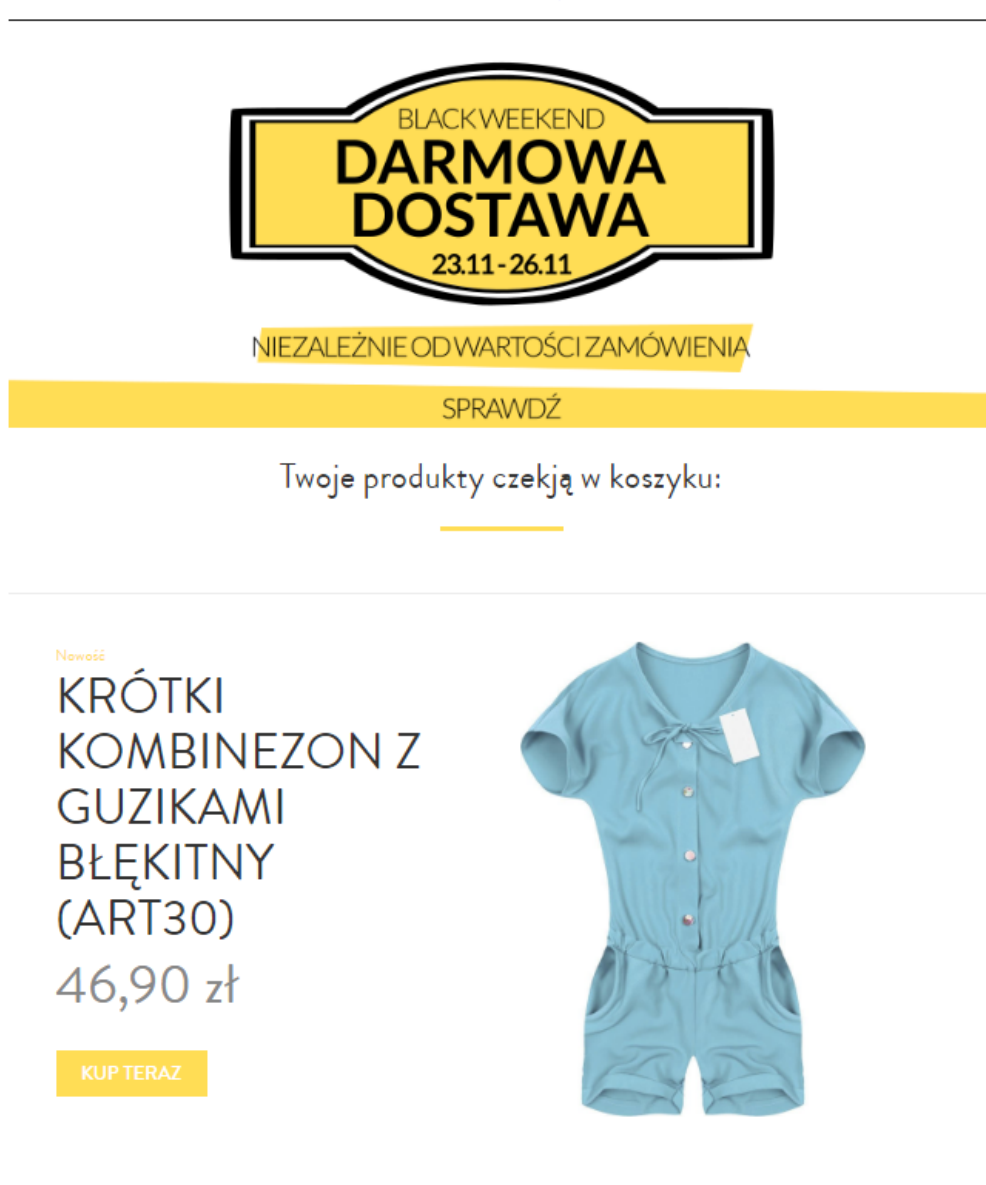 BLACK WEEKEND
DARMOWA
DOSTAWA
23.11 - 26.11
NIEZALEŻNIE OD WARTOŚCI ZAMÓWIENIA
SPRAWDŹ
Twoje produkty czekją w koszyku:
Nowość
KRÓTKI
KOMBINEZON Z
GUZIKAMI
BŁĘKITNY
(ART30)
46,90 zł
KUP TERAZ